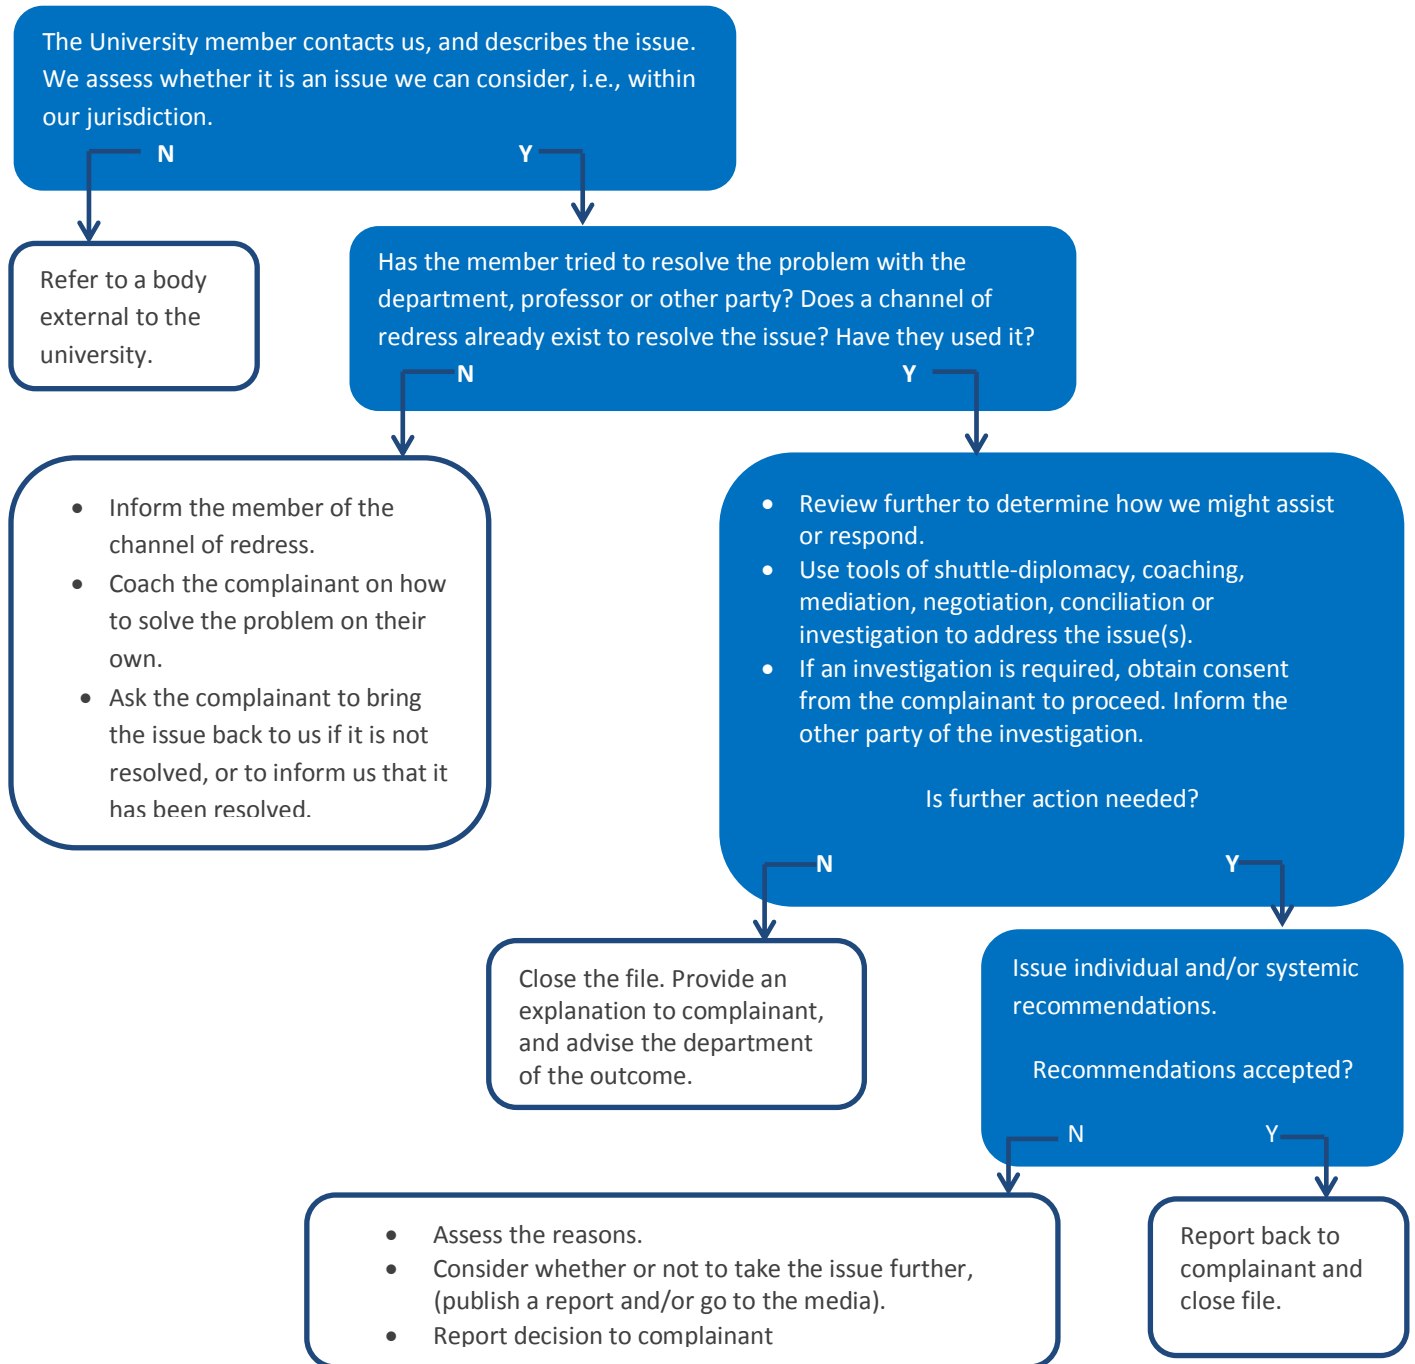 The University member contacts us, and describes the issue.
We assess whether it is an issue we can consider, i.e., within
our jurisdiction.
N
Y
Refer to a body
external to the
university.
Has the member tried to resolve the problem with the
department, professor or other party? Does a channel of
redress already exist to resolve the issue? Have they used it?
N
Y
• Inform the member of the
channel of redress.
• Coach the complainant on how
to solve the problem on their
own.
• Ask the complainant to bring
the issue back to us if it is not
resolved, or to inform us that it
has been resolved.
• Review further to determine how we might assist
or respond.
• Use tools of shuttle-diplomacy, coaching,
mediation, negotiation, conciliation or
investigation to address the issue(s).
• If an investigation is required, obtain consent
from the complainant to proceed. Inform the
other party of the investigation.
Is further action needed?
N
Y
Close the file. Provide an
explanation to complainant,
and advise the department
of the outcome.
Issue individual and/or systemic
recommendations.
Recommendations accepted?
N
Y
• Assess the reasons.
• Consider whether or not to take the issue further,
(publish a report and/or go to the media).
• Report decision to complainant
Report back to
complainant and
close file.